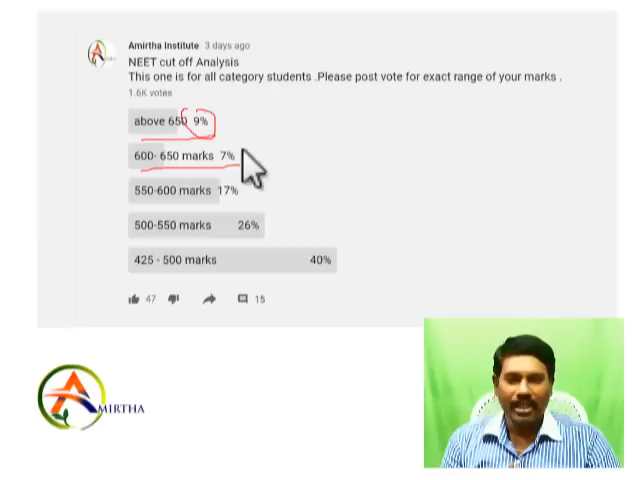 Amirtha Institute 3 days ago
NEET cut off Analysis
This one is for all category students .Please post vote for exact range of your marks .
1.6K votes
above 650 9%
600- 650 marks 7%
550-600 marks 17%
500-550 marks 26%
425 - 500 marks 40%
47 15
AMIRTHA